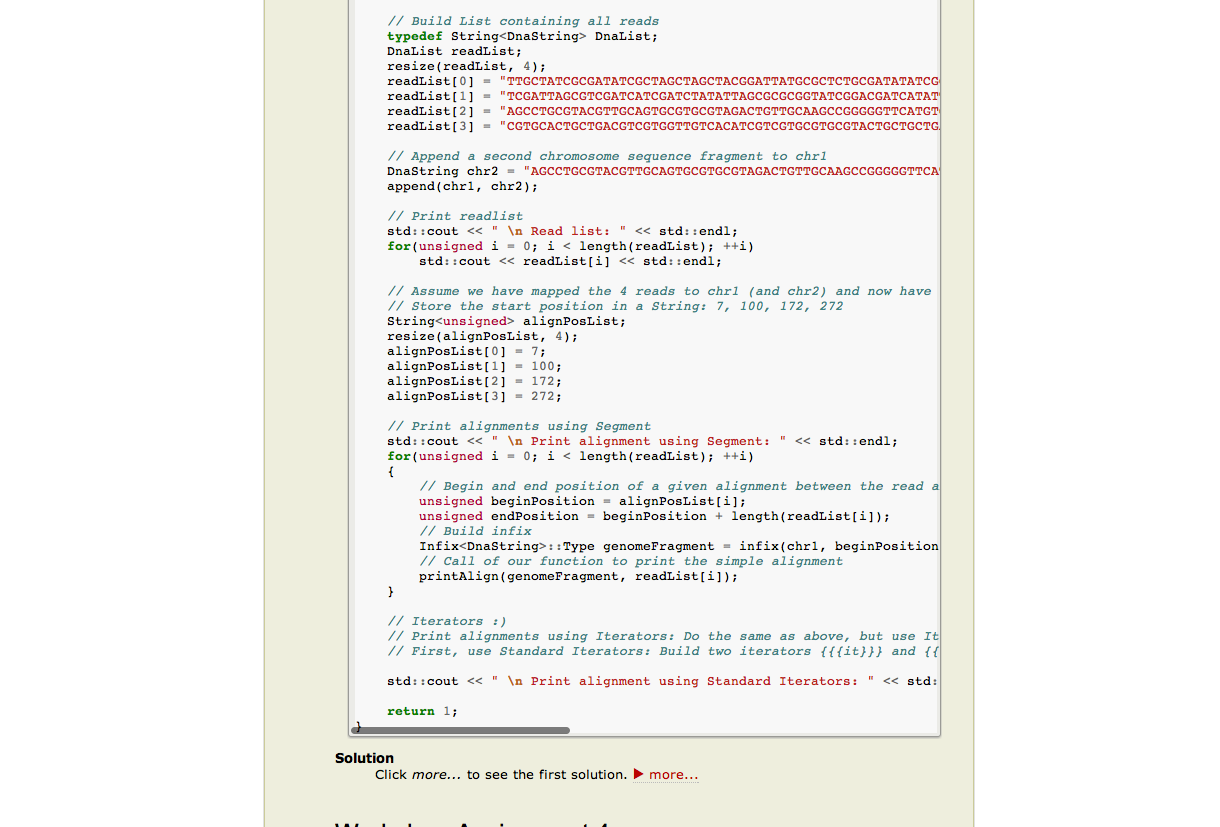 // Build List containing all reads
typedef String<DnaString> DnaList;
DnaList readList;
resize(readList, 4);
readList[0] = "TTGCTATCGCGATATCGCTAGCTAGCTACGGATTATGCGCTCTGCGATATATCG
readList[1] = "TCGATTAGCGTCGATCATCGATCTATATTAGCGCGCGGTATCGGACGATCATAT
readList[2] = "AGCCTGCGTACGTTGCAGTGCGTGCGTAGACTGTTGCAAGCCGGGGGTTCATGT
readList[3] = "CGTGCACTGCTGACGTCGTGGTTGTCACATCGTCGTGCGTGCGTACTGCTGCTG
// Append a second chromosome sequence fragment to chr1
DnaString chr2 = "AGCCTGCGTACGTTGCAGTGCGTGCGTAGACTGTTGCAAGCCGGGGGTTCA
append(chr1, chr2);
// Print readlist
std::cout << " \n Read list: " << std::endl;
for(unsigned i = 0; i < length(readList); ++i)
std::cout << readList[i] << std::endl;
// Assume we have mapped the 4 reads to chr1 (and chr2) and now have
// Store the start position in a String: 7, 100, 172, 272
String<unsigned> alignPosList;
resize(alignPosList, 4);
alignPosList[0] = 7;
alignPosList[1] = 100;
alignPosList[2] = 172;
alignPosList[3] = 272;
// Print alignments using Segment
std::cout << " \n Print alignment using Segment: " << std::endl;
for(unsigned i = 0; i < length(readList); ++i)
{
// Begin and end position of a given alignment between the read a
unsigned beginPosition = alignPosList[i];
unsigned endPosition = beginPosition + length(readList[i]);
// Build infix
Infix<DnaString>::Type genomeFragment = infix(chr1, beginPosition
// Call of our function to print the simple alignment
printAlign(genomeFragment, readList[i]);
}
// Iterators :)
// Print alignments using Iterators: Do the same as above, but use It
// First, use Standard Iterators: Build two iterators {{{it}}} and {{
std::cout << " \n Print alignment using Standard Iterators: " << std:
return 1;
}
Solution
Click more... to see the first solution. ▶ more...